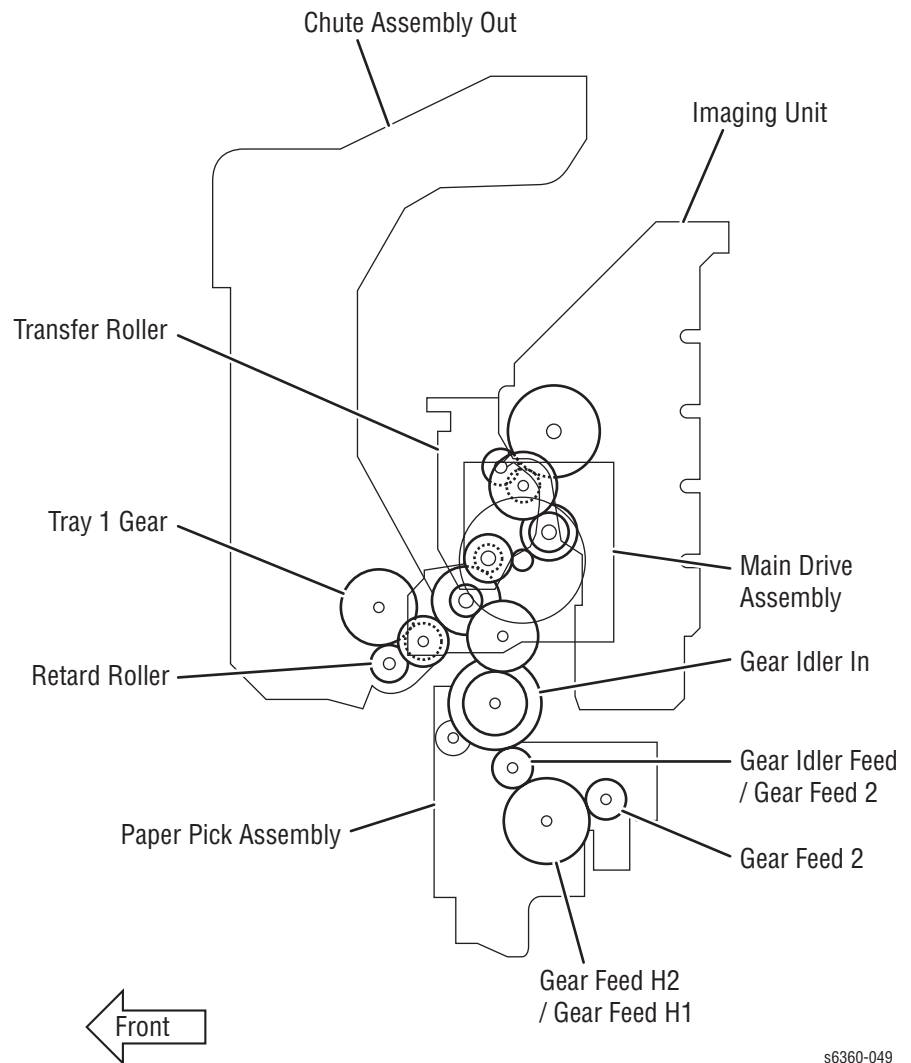 Chute Assembly Out
Imaging Unit
Transfer Roller
Tray 1 Gear
Main Drive
Assembly
Retard Roller
Gear Idler In
Gear Idler Feed
/ Gear Feed 2
Paper Pick Assembly
Gear Feed 2
Gear Feed H2
/ Gear Feed H1
Front
s6360-049